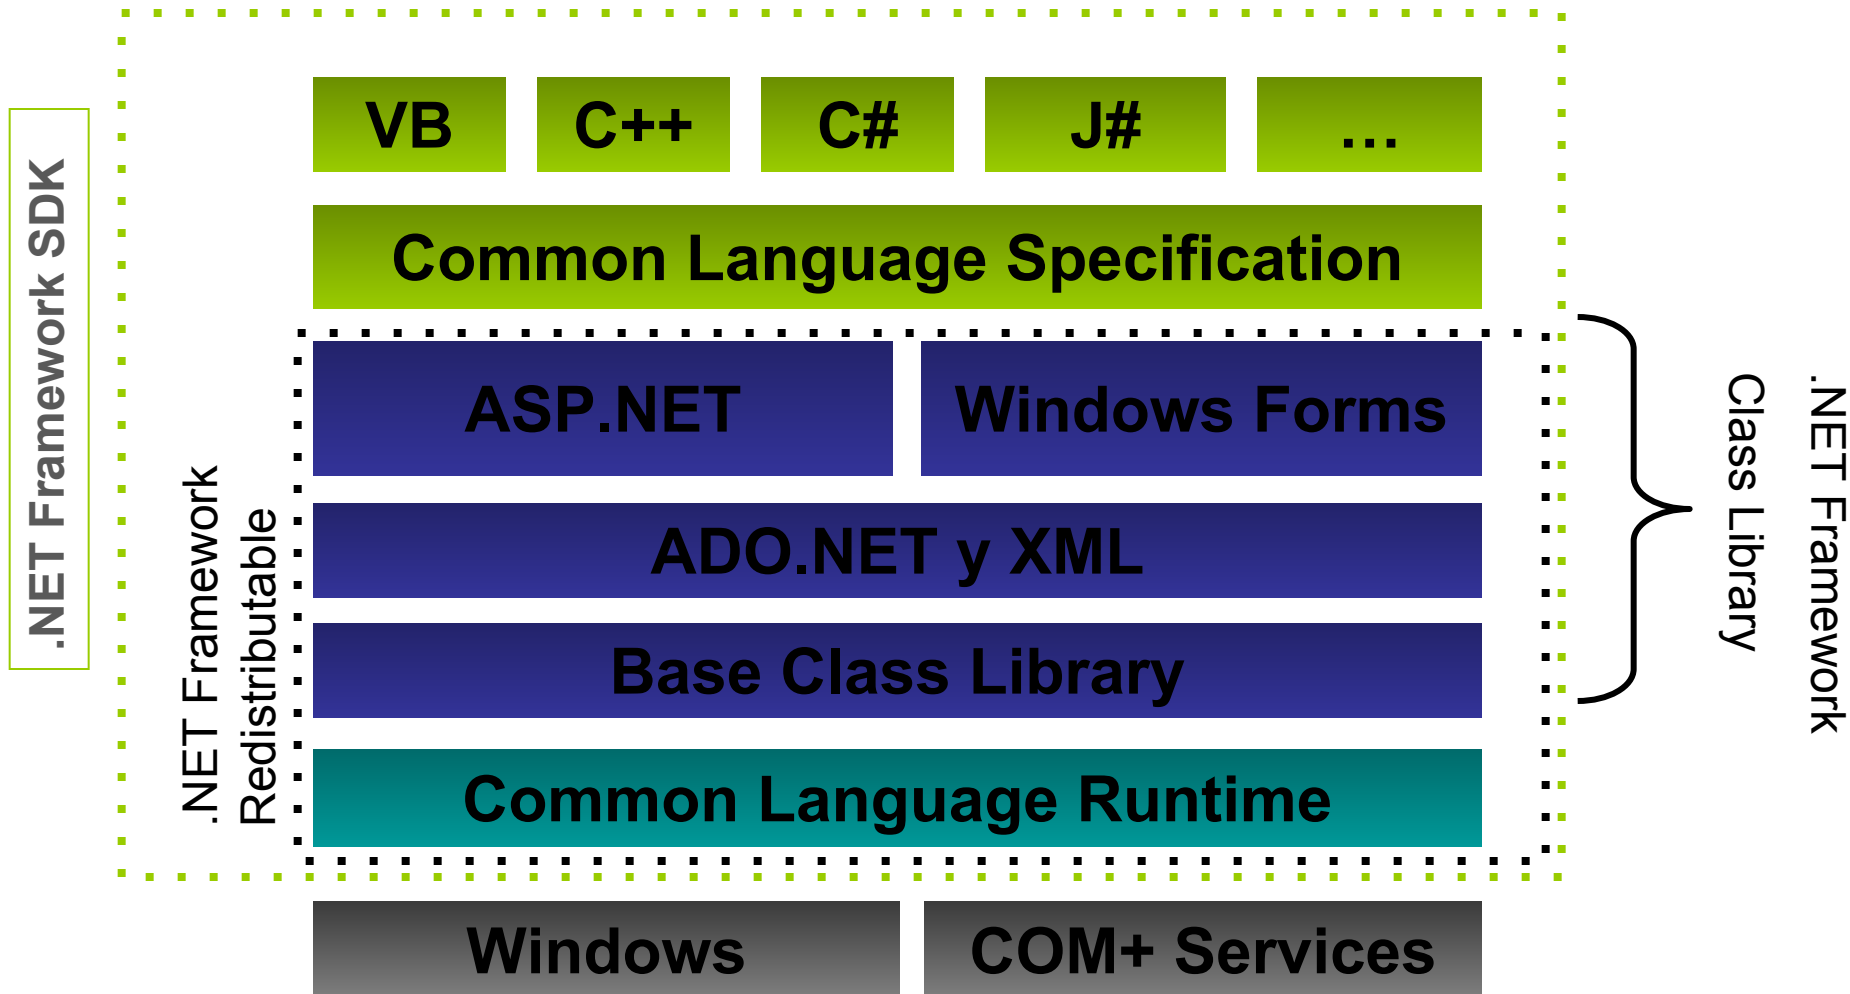 .NET Framework SDK
VB
C++
C#
J#
...
Common Language Specification
.NET Framework
Redistributable
ASP.NET
Windows Forms
ADO.NET y XML
Base Class Library
Common Language Runtime
.NET Framework
Class Library
Windows
COM+ Services